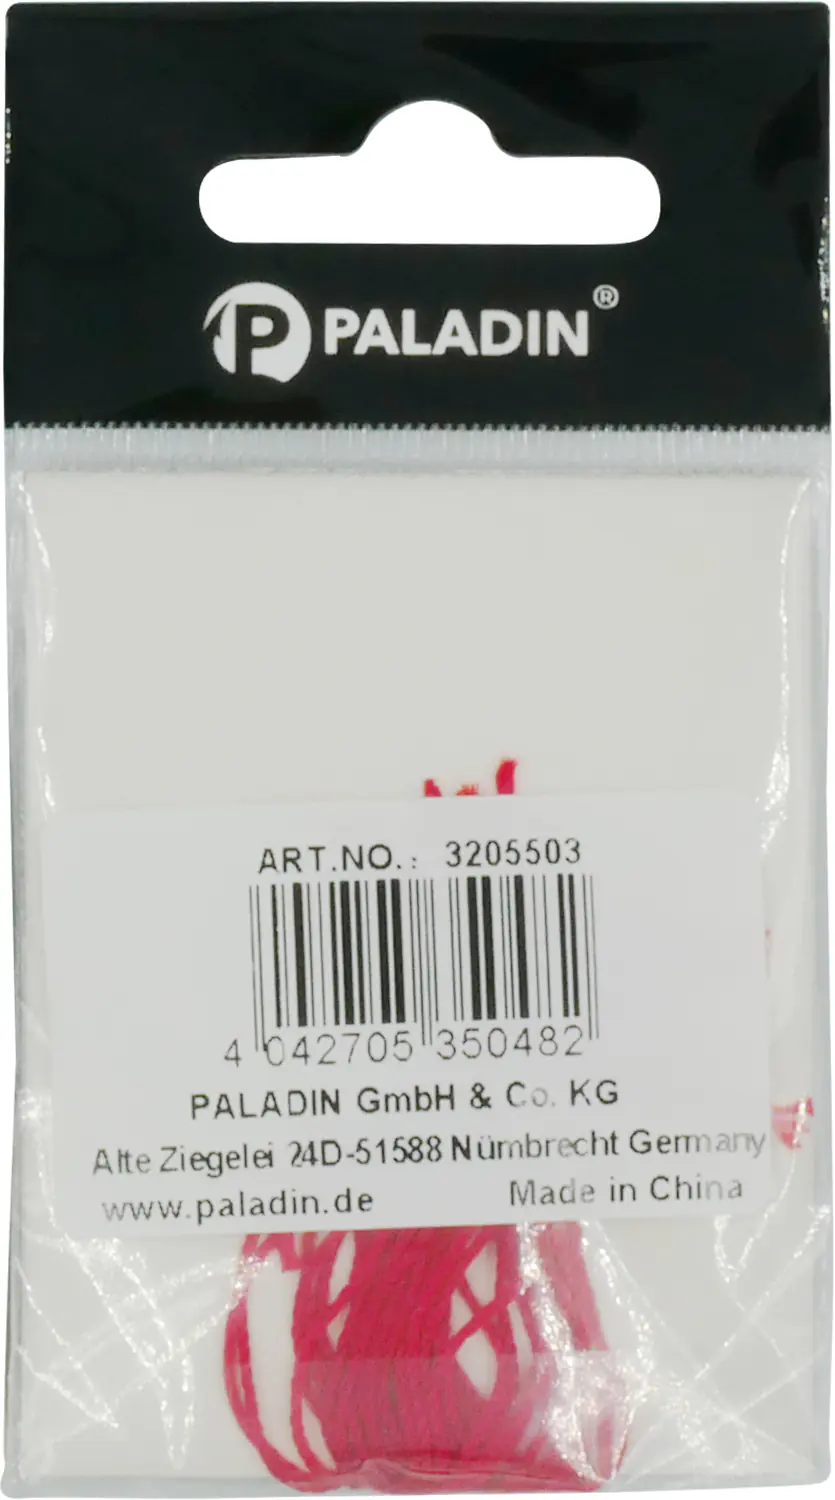 P PALADIN®
ART.NO.: 3205503
4 042705 350482
PALADIN GmbH & Co. KG
Alte Ziegelei 24D-51588 Nümbrecht Germany
www.paladin.de Made in China